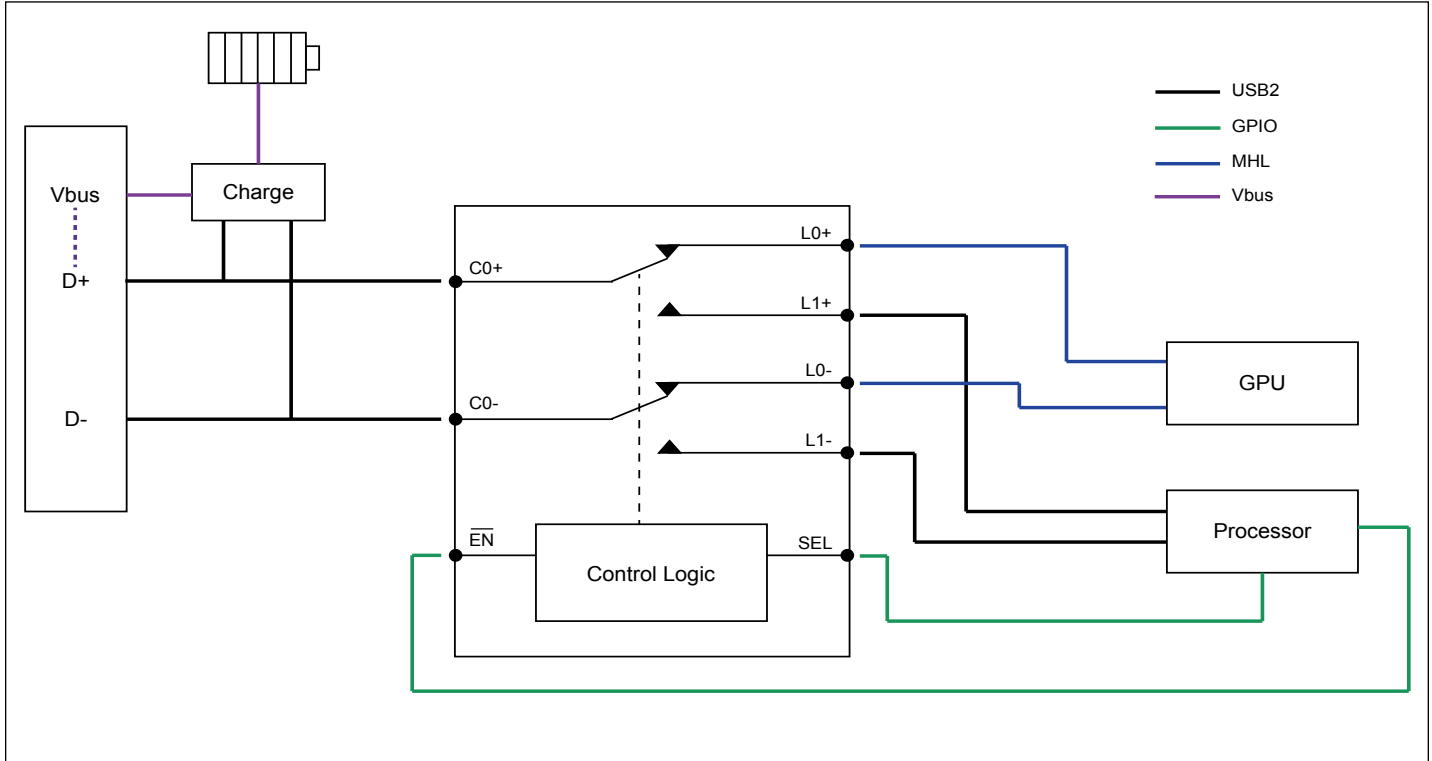 USB2
GPIO
MHL
Vbus
Vbus
Charge
D+
D-
C0+
C0-
L0+
L1+
L0-
L1-
EN
SEL
Control Logic
GPU
Processor